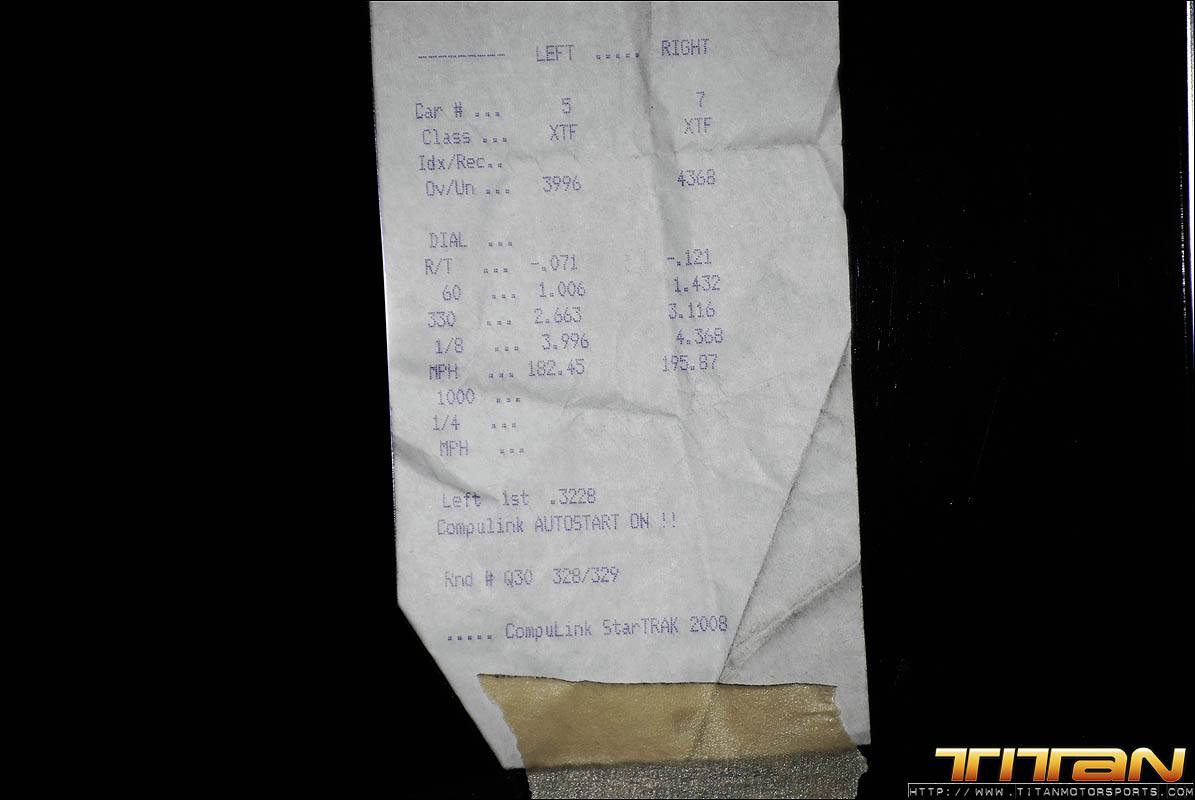 ---------- LEFT ..... RIGHT
Car # ... 5 7
Class ... XTF XTF
Idx/Rec..
Ov/Un ... 3996 4368
DIAL ...
R/T ... -.071 -.121
60 ... 1.006 1.432
330 ... 2.663 3.116
1/8 ... 3.996 4.368
MPH ... 182.45 195.87
1000 ...
1/4 ...
MPH ...
Left 1st .3228
Compulink AUTOSTART ON !!
Rnd # Q30 328/329
..... CompuLink StarTRAK 2008
TITAN
HTTP://WWW.TITANMOTORSPORTS.COM